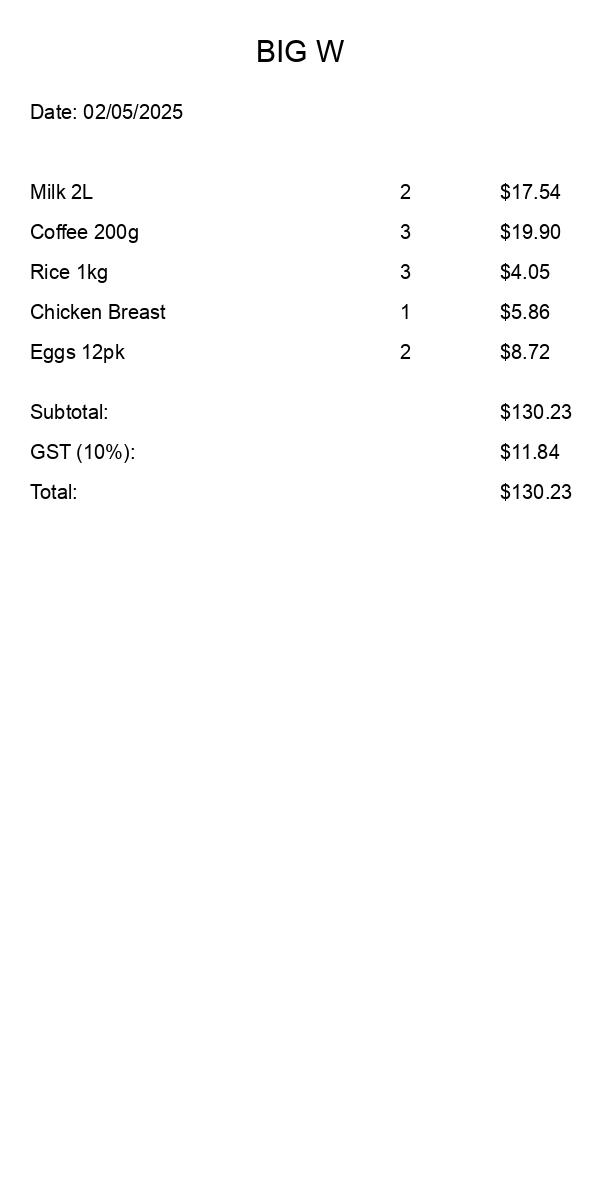 BIG W
Date: 02/05/2025
Milk 2L 2 $17.54
Coffee 200g 3 $19.90
Rice 1kg 3 $4.05
Chicken Breast 1 $5.86
Eggs 12pk 2 $8.72
Subtotal: $130.23
GST (10%): $11.84
Total: $130.23